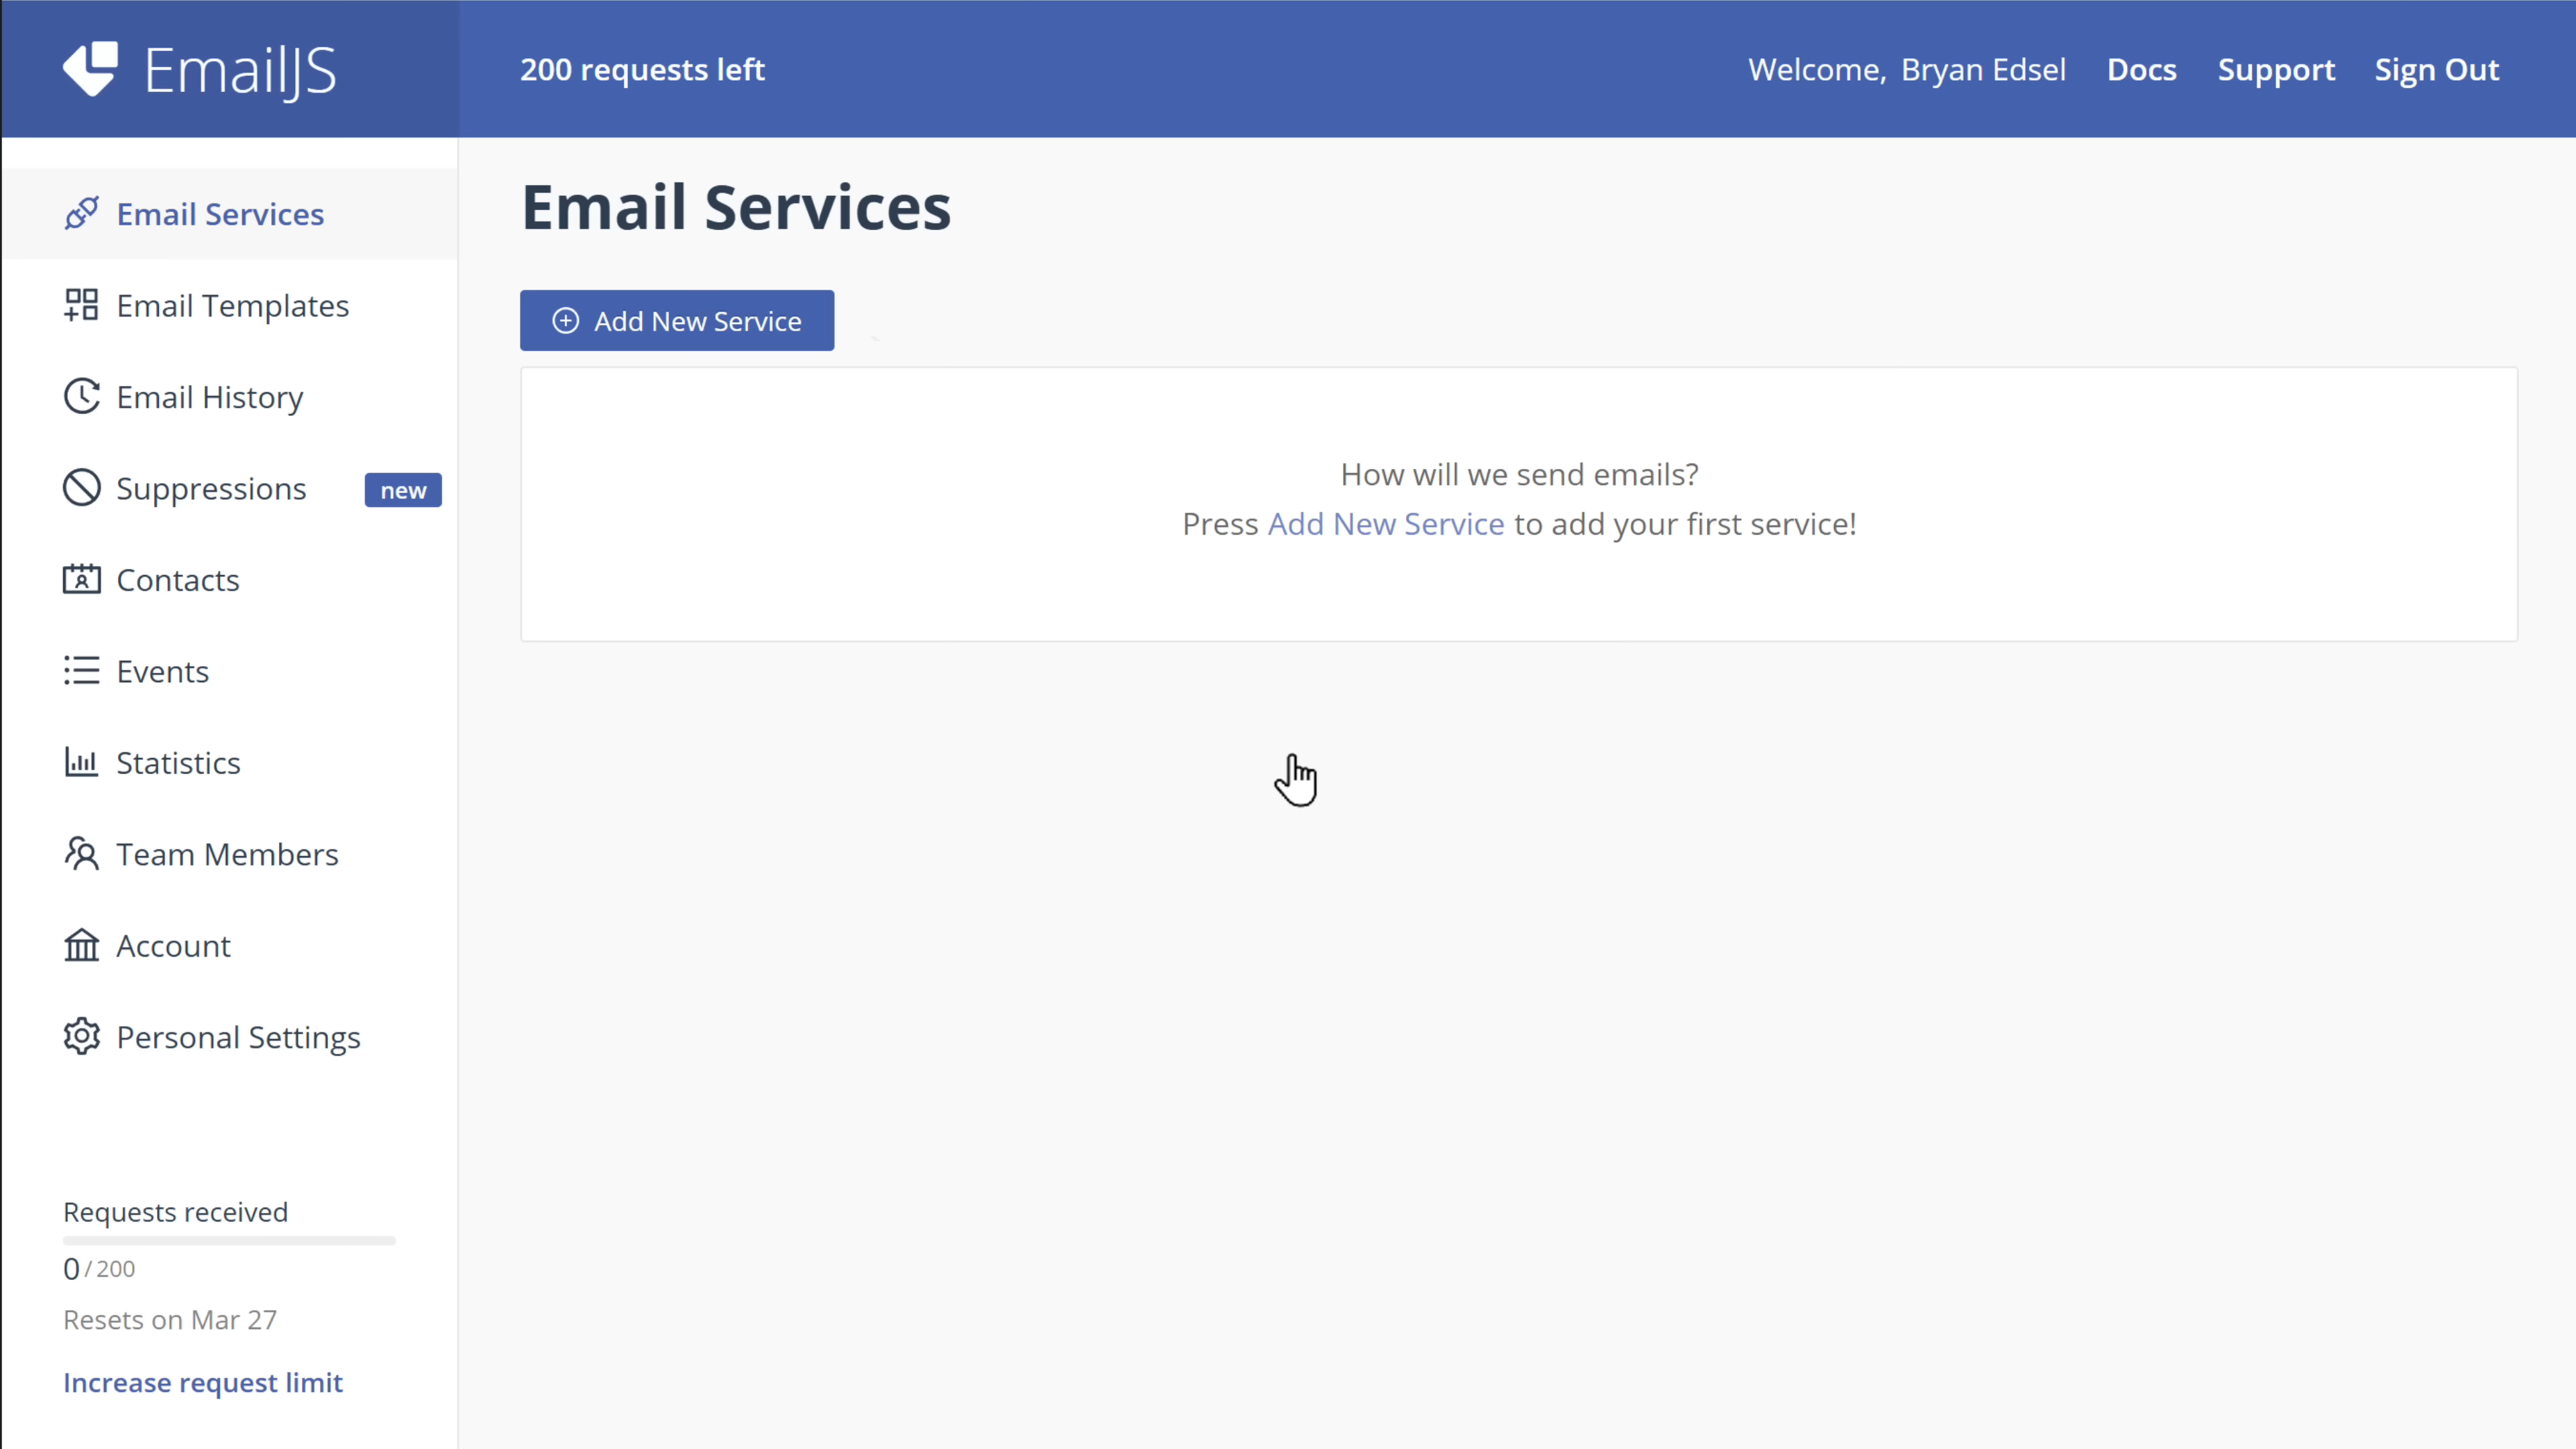 EmailJS
200 requests left
Welcome, Bryan Edsel
Docs
Support
Sign Out
Email Services
Email Templates
Email History
Suppressions
new
Contacts
Events
Statistics
Team Members
Account
Personal Settings
Requests received
0 / 200
Resets on Mar 27
Increase request limit
Email Services
Add New Service
How will we send emails?
Press Add New Service to add your first service!